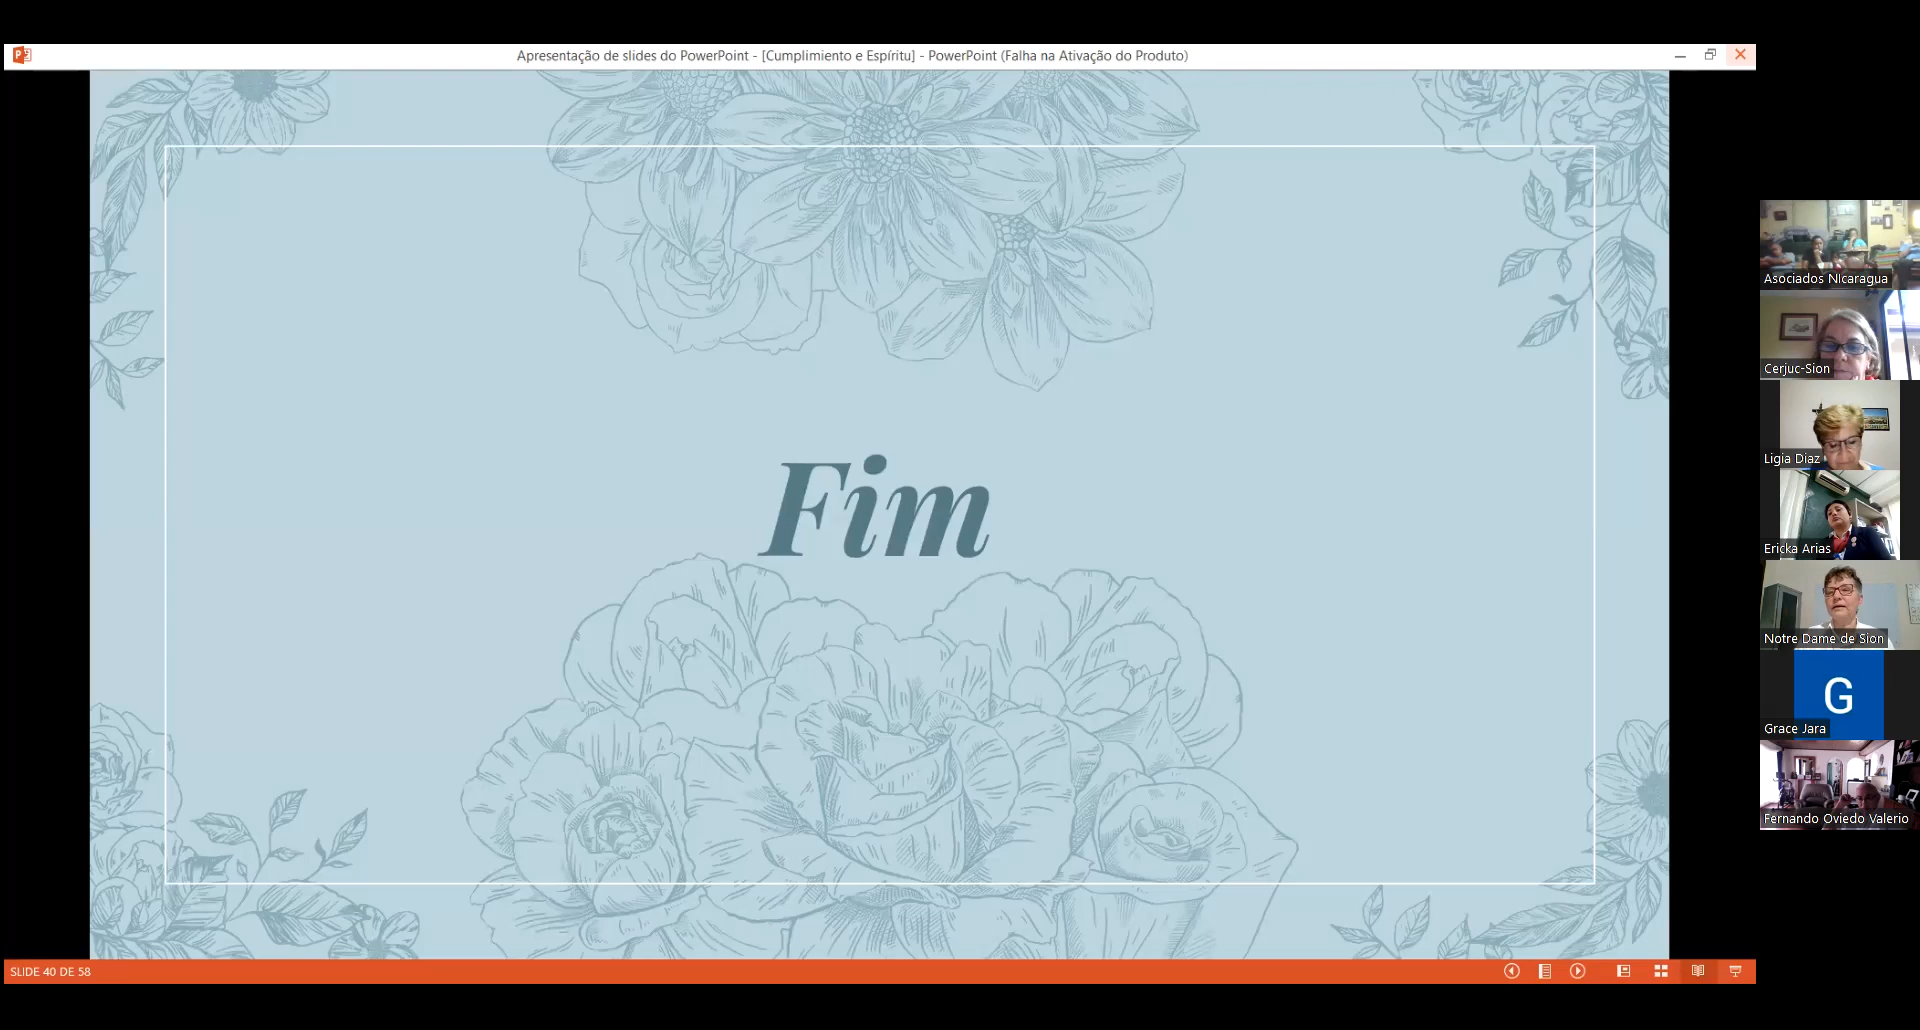 Apresentação de slides do PowerPoint - [Cumplimiento e Espíritu] - PowerPoint (Falha na Ativação do Produto)
Fim
SLIDE 40 DE 58
Asociados NIcaragua
Cerjuc-Sion
Ligia Diaz
Ericka Arias
Notre Dame de Sion
G
Grace Jara
Fernando Oviedo Valerio